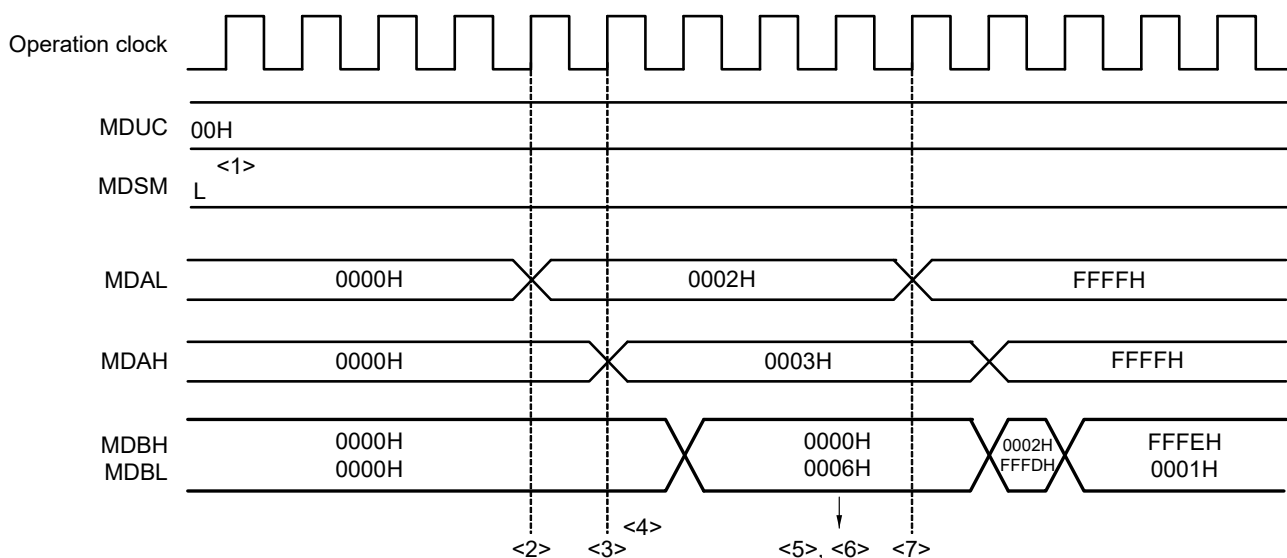 Operation clock
MDUC 00H
<1>
MDSM L
MDAL 0000H 0002H FFFFH
MDAH 0000H 0003H FFFFH
MDBH 0000H 0000H 0002H FFFEH
MDBL 0000H 0006H FFFDH 0001H
<4>
<2> <3> <5>, <6> <7>